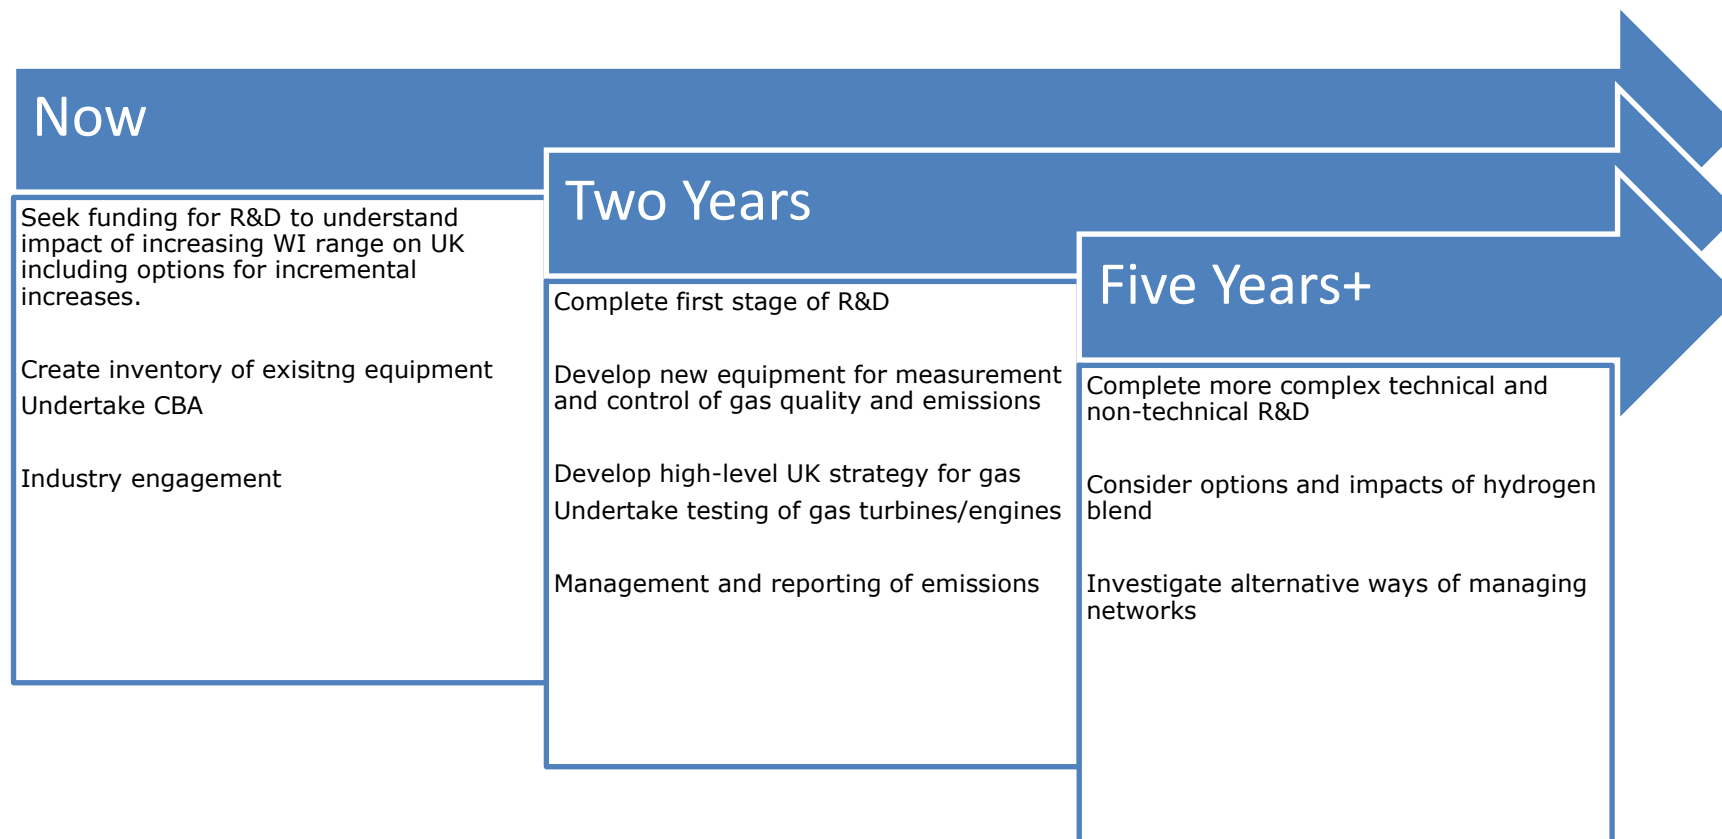 Now
Seek funding for R&D to understand
impact of increasing WI range on UK
including options for incremental
increases.
Create inventory of exisitng equipment
Undertake CBA
Industry engagement
Two Years
Complete first stage of R&D
Develop new equipment for measurement
and control of gas quality and emissions
Develop high-level UK strategy for gas
Undertake testing of gas turbines/engines
Management and reporting of emissions
Five Years+
Complete more complex technical and
non-technical R&D
Consider options and impacts of hydrogen
blend
Investigate alternative ways of managing
networks